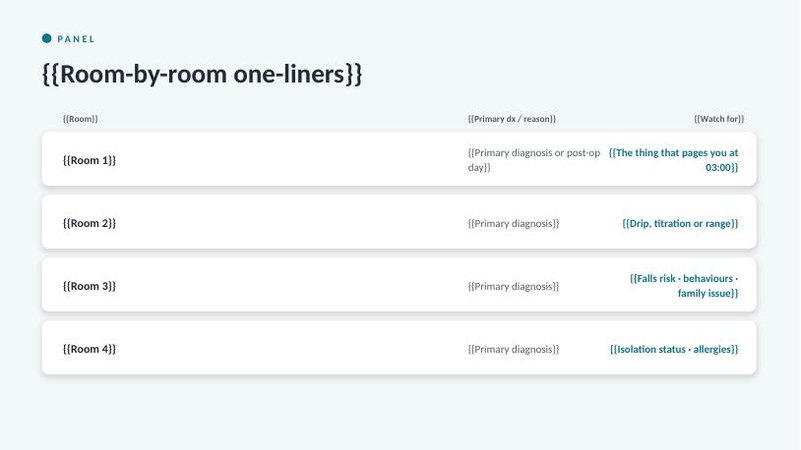 PANEL
{{Room-by-room one-liners}}
{{Room}} {{Primary dx / reason}} {{Watch for}}
{{Room 1}} {{Primary diagnosis or post-op day}} {{The thing that pages you at 03:00}}
{{Room 2}} {{Primary diagnosis}} {{Drip, titration or range}}
{{Room 3}} {{Primary diagnosis}} {{Falls risk · behaviours · family issue}}
{{Room 4}} {{Primary diagnosis}} {{Isolation status · allergies}}